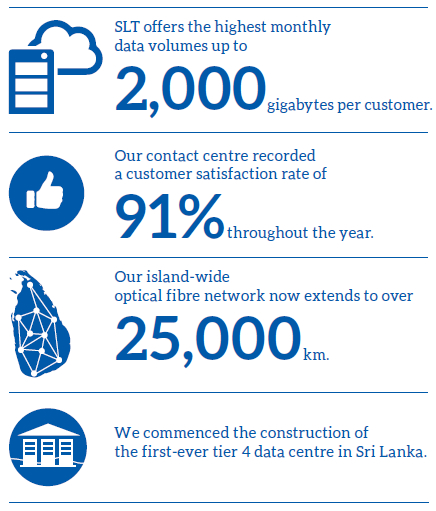 SLT offers the highest monthly
data volumes up to
2,000 gigabytes per customer.
Our contact centre recorded
a customer satisfaction rate of
91% throughout the year.
Our island-wide
optical fibre network now extends to over
25,000 km.
We commenced the construction of
the first-ever tier 4 data centre in Sri Lanka.